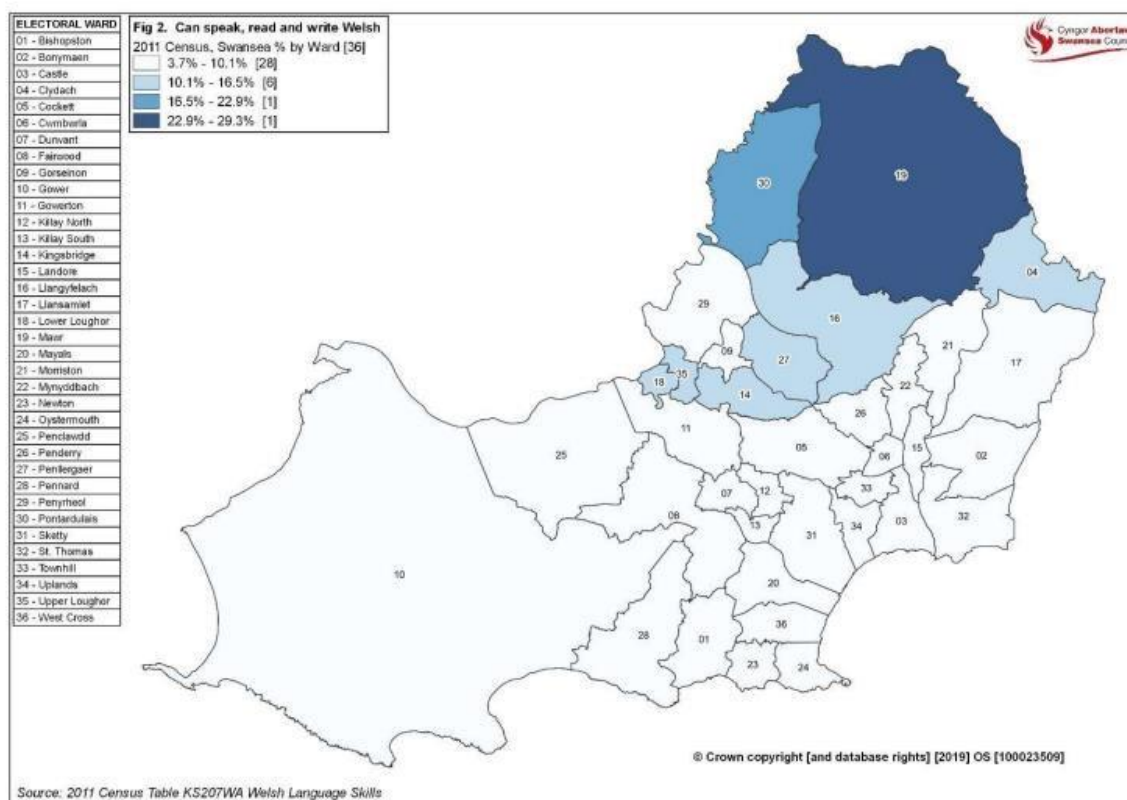 ELECTORAL WARD
01 - Bishopston
02 - Bonymaen
03 - Castle
04 - Clydach
05 - Cockett
06 - Cwmbwrla
07 - Dunvant
08 - Fairwood
09 - Gorseinon
10 - Gower
11 - Gowerton
12 - Killay North
13 - Killay South
14 - Kingsbridge
15 - Landore
16 - Llangyfelach
17 - Llansamlet
18 - Lower Loughor
19 - Mawr
20 - Mayals
21 - Morriston
22 - Mynyddbach
23 - Newton
24 - Oystermouth
25 - Penclawdd
26 - Penderry
27 - Penllergaer
28 - Pennard
29 - Penyrheol
30 - Pontardulais
31 - Sketty
32 - St. Thomas
33 - Townhill
34 - Uplands
35 - Upper Loughor
36 - West Cross
Fig 2. Can speak, read and write Welsh
2011 Census, Swansea % by Ward [36]
3.7% - 10.1% [28]
10.1% - 16.5% [6]
16.5% - 22.9% [1]
22.9% - 29.3% [1]
Cyngor Abertaw
Swansea Counc
30
19
04
29
16
09
27
21
17
35
18
14
22
26
11
05
25
06
15
02
33
07
12
08
13
31
34
03
32
10
20
36
28
01
23
24
© Crown copyright [and database rights] [2019] OS [100023509]
Source: 2011 Census Table KS207WA Welsh Language Skills